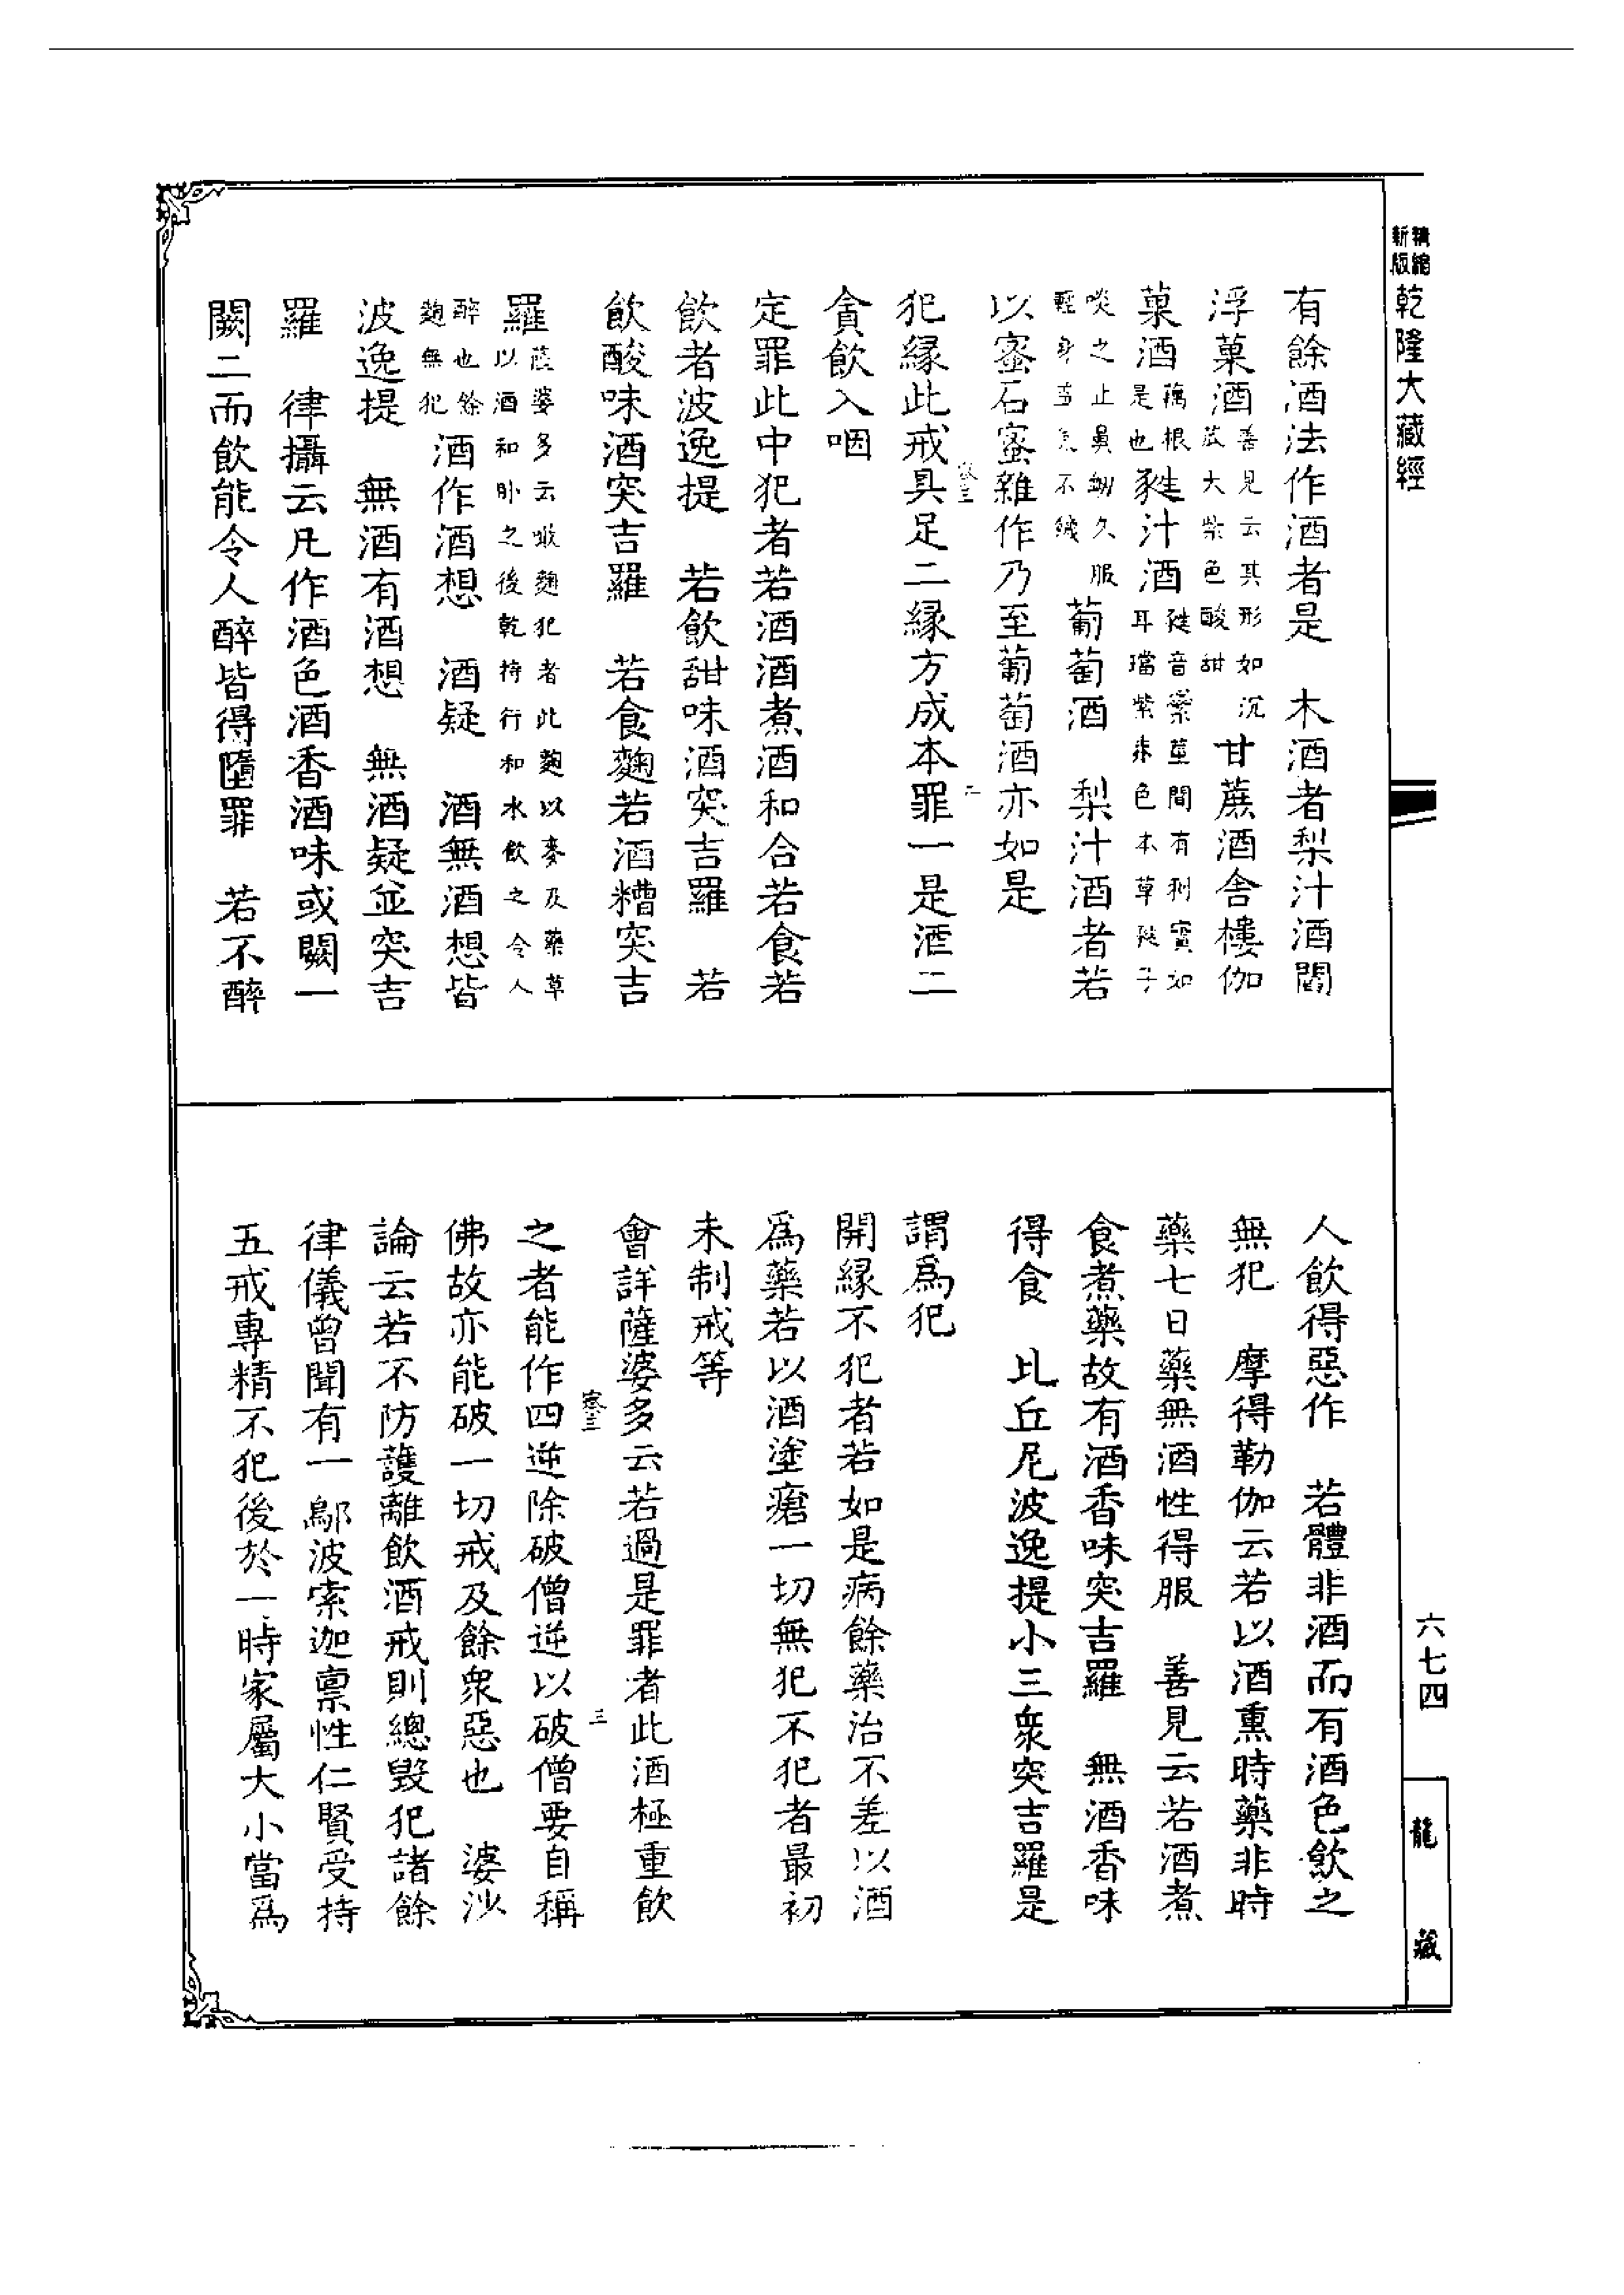 精縮新版
乾隆大藏經
有餘酒法作酒者是　木酒者梨汁酒閻
浮菓酒善見云其形如沉苽大紫色酸甜甘蔗酒舍樓伽
菓酒藕根是也甤汁酒甤音蘂莖間有刺實如耳璫紫朱色本草甤子
啖之止鼻衄久服輕身益氣不饑葡萄酒　梨汁酒者若
以蜜石蜜雜作乃至葡萄酒亦如是
犯緣此戒具足二緣方成本罪一是酒二
貪飲入咽
定罪此中犯者若酒酒煮酒和合若食若
飲者波逸提　若飲甜味酒突吉羅　若
飲酸味酒突吉羅　若食麴若酒糟突吉
羅薩婆多云噉麴犯者此麴以麥及藥草以酒和卧之後乾持行和水飲之令人
醉也餘麴無犯酒作酒想　酒疑　酒無酒想皆
波逸提　無酒有酒想　無酒疑並突吉
羅　律攝云凡作酒色酒香酒味或闕一
闕二而飲能令人醉皆得墮罪　若不醉
人飲得惡作　若體非酒而有酒色飲之
無犯　摩得勒伽云若以酒熏時藥非時
藥七日藥無酒性得服　善見云若酒煮
食煮藥故有酒香味突吉羅　無酒香味
得食　比丘尼波逸提小三衆突吉羅是
謂爲犯
開緣不犯者若如是病餘藥治不差以酒
爲藥若以酒塗瘡一切無犯不犯者最初
未制戒等
會詳薩婆多云若過是罪者此酒極重飲
之者能作四逆除破僧逆以破僧要自稱
佛故亦能破一切戒及餘衆惡也　婆沙
論云若不防護離飲酒戒則總毀犯諸餘
律儀曾聞有一鄔波索迦禀性仁賢受持
五戒專精不犯後於一時家屬大小當爲
六七四
龍藏